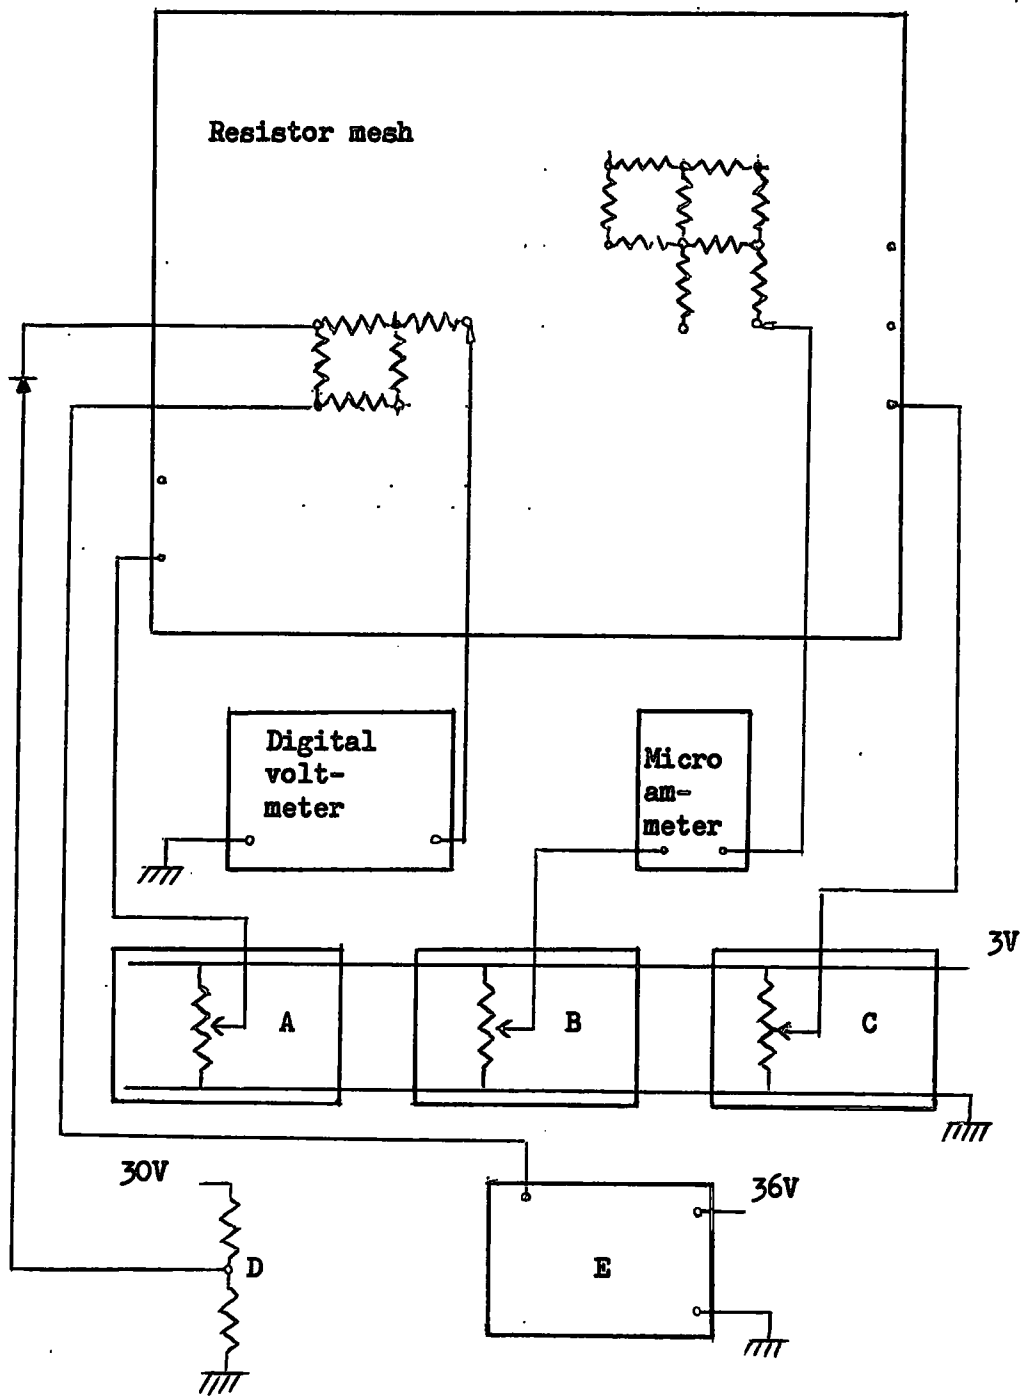 Resistor mesh
Digital
volt-
meter
Micro
am-
meter
3V
A
B
C
30V
36V
D
E